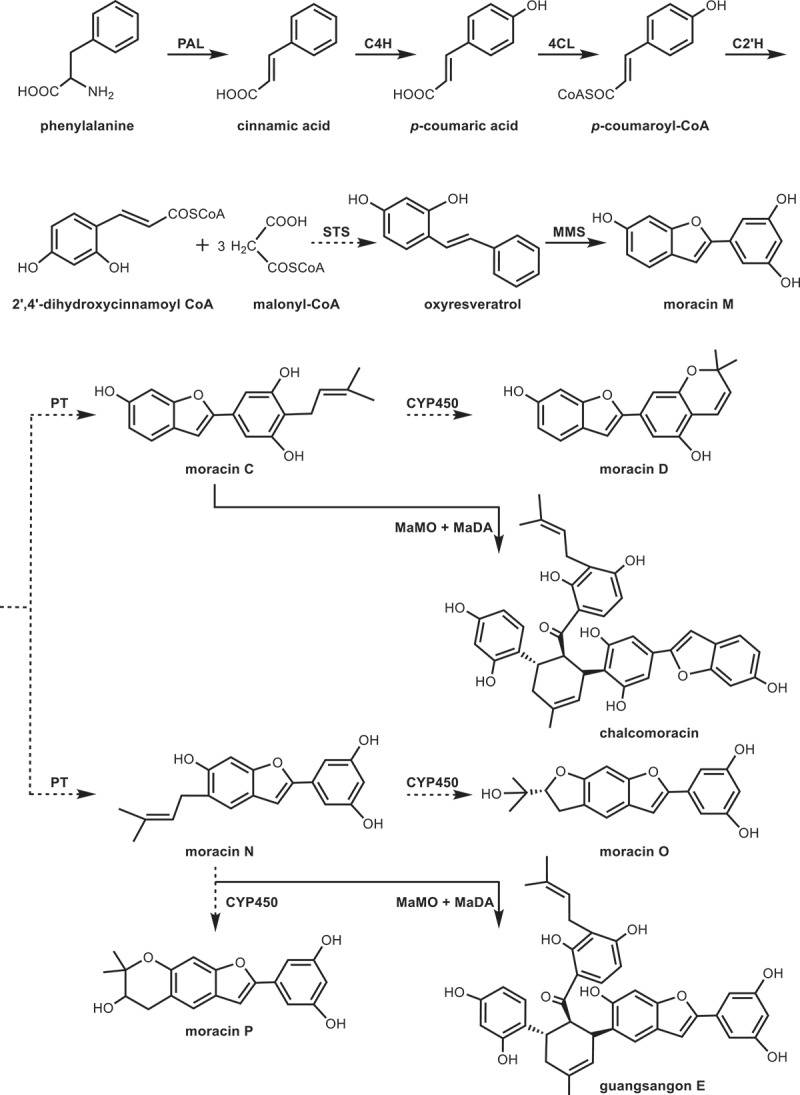 OH OH
PAL C4H 4CL C2'H
HOOC NH2 HOOC HOOC CoASOC
phenylalanine cinnamic acid p-coumaric acid p-coumaroyl-CoA
HO OH OH
COSCoA COOH HO O
+ 3 H2C STS MMS
HO OH COSCoA OH
2',4'-dihydroxycinnamoyl CoA malonyl-CoA oxyresveratrol moracin M
OH
HO O O
PT CYP450 HO O
OH OH
moracin C moracin D
MaMO + MaDA
OH
HO
HO O HO
OH O OH
HO
chalcomoracin
OH OH
HO O O O
PT CYP450 HO
OH OH
moracin N moracin O
CYP450 MaMO + MaDA
OH
HO
OH
O O O OH
HO HO O
HO
OH OH OH
moracin P
guangsangon E